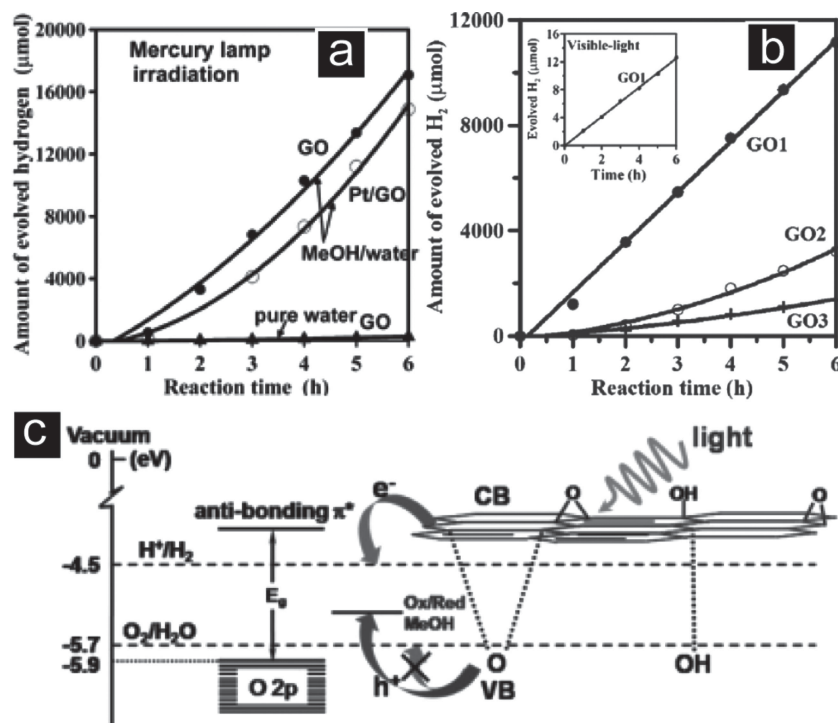 a
Mercury lamp
irradiation
Amount of evolved hydrogen (μmol)
20000
16000
12000
8000
4000
0
GO
Pt/GO
MeOH/water
pure water
GO
0 1 2 3 4 5 6
Reaction time (h)
b
Amount of evolved H₂ (μmol)
12000
8000
4000
0
Visible-light
Evolved H₂ (μmol)
16
12
8
4
0
GO1
0 2 4 6
Time (h)
GO1
GO2
GO3
0 1 2 3 4 5 6
Reaction time (h)
c
Vacuum
0 (eV)
light
e⁻
CB
O
OH
O
anti-bonding π*
H⁺/H₂
-4.5
E_g
Ox/Red
MeOH
O₂/H₂O
-5.7
-5.9
O 2p
h⁺
O
VB
OH